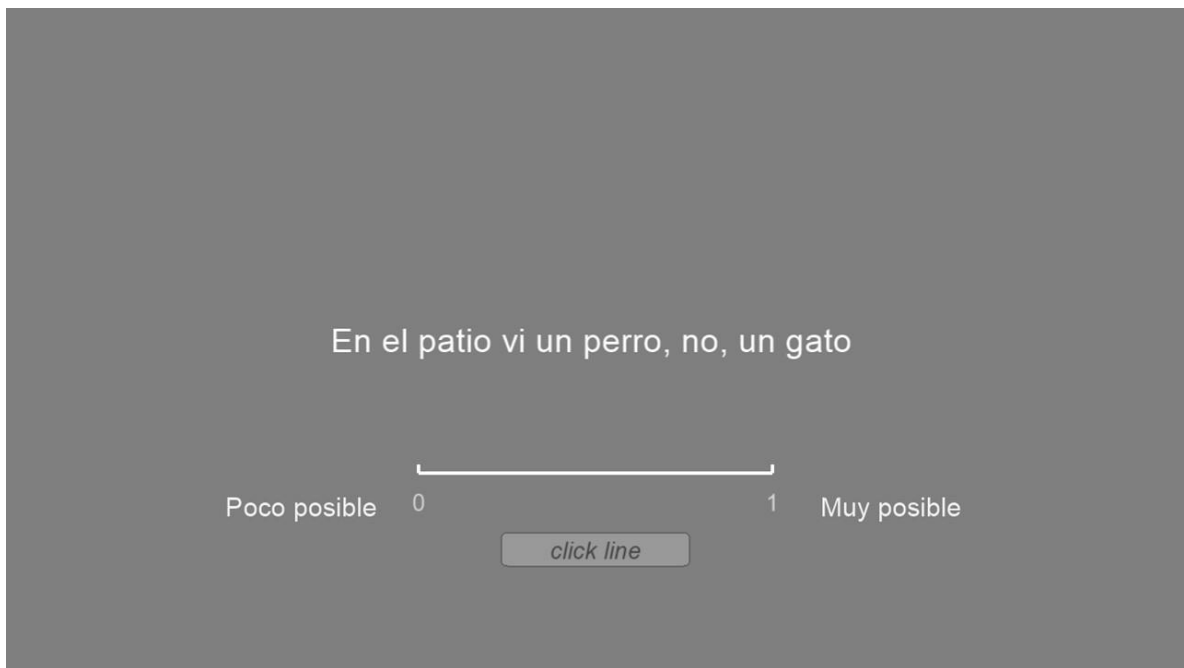 En el patio vi un perro, no, un gato
0 1
Poco posible Muy posible
click line